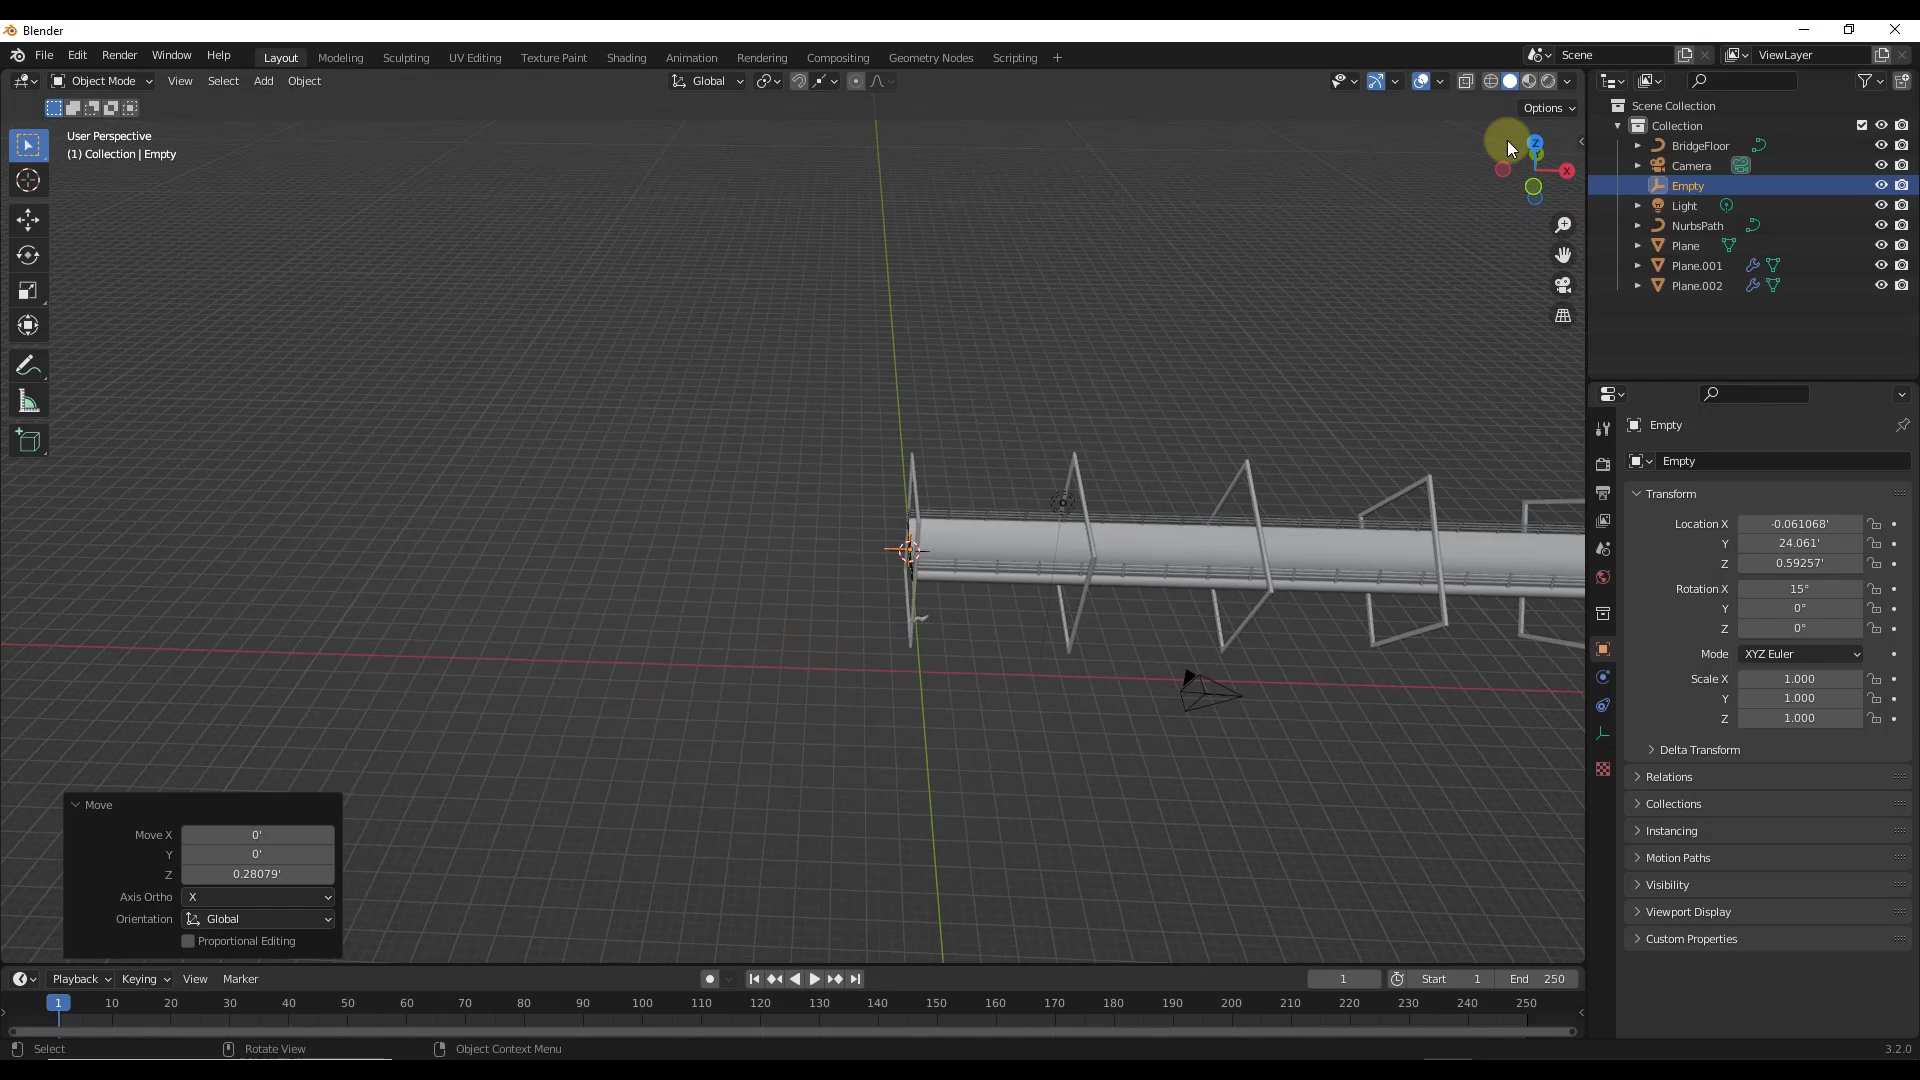 Blender
File Edit Render Window Help Layout Modeling Sculpting UV Editing Texture Paint Shading Animation Rendering Compositing Geometry Nodes Scripting + Scene ViewLayer
Object Mode View Select Add Object Global
Options
User Perspective
(1) Collection | Empty
Z
Y
X
Scene Collection
Collection
BridgeFloor
Camera
Empty
Light
NurbsPath
Plane
Plane.001
Plane.002
Empty
Empty
Transform
Location X -0.061068'
Y 24.061'
Z 0.59257'
Rotation X 15°
Y 0°
Z 0°
Mode XYZ Euler
Scale X 1.000
Y 1.000
Z 1.000
Delta Transform
Relations
Collections
Instancing
Motion Paths
Visibility
Viewport Display
Custom Properties
Move
Move X 0'
Y 0'
Z 0.28079'
Axis Ortho X
Orientation Global
Proportional Editing
Playback Keying View Marker 1 Start 1 End 250
1 10 20 30 40 50 60 70 80 90 100 110 120 130 140 150 160 170 180 190 200 210 220 230 240 250
Select Rotate View Object Context Menu 3.2.0